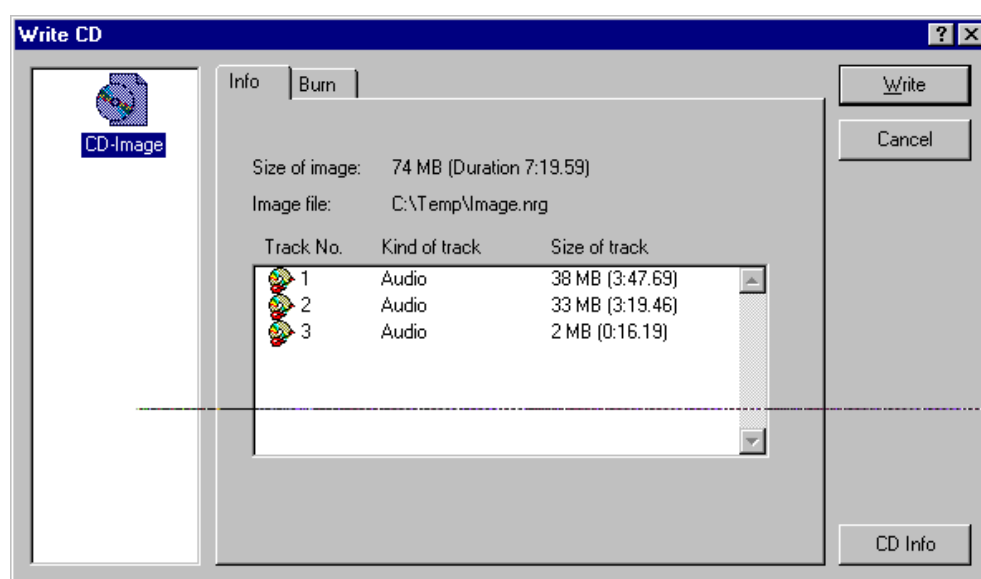 Write CD
CD-Image
Info Burn
Write
Cancel
Size of image: 74 MB (Duration 7:19.59)
Image file: C:\Temp\Image.nrg
Track No. Kind of track Size of track
1 Audio 38 MB (3:47.69)
2 Audio 33 MB (3:19.46)
3 Audio 2 MB (0:16.19)
CD Info